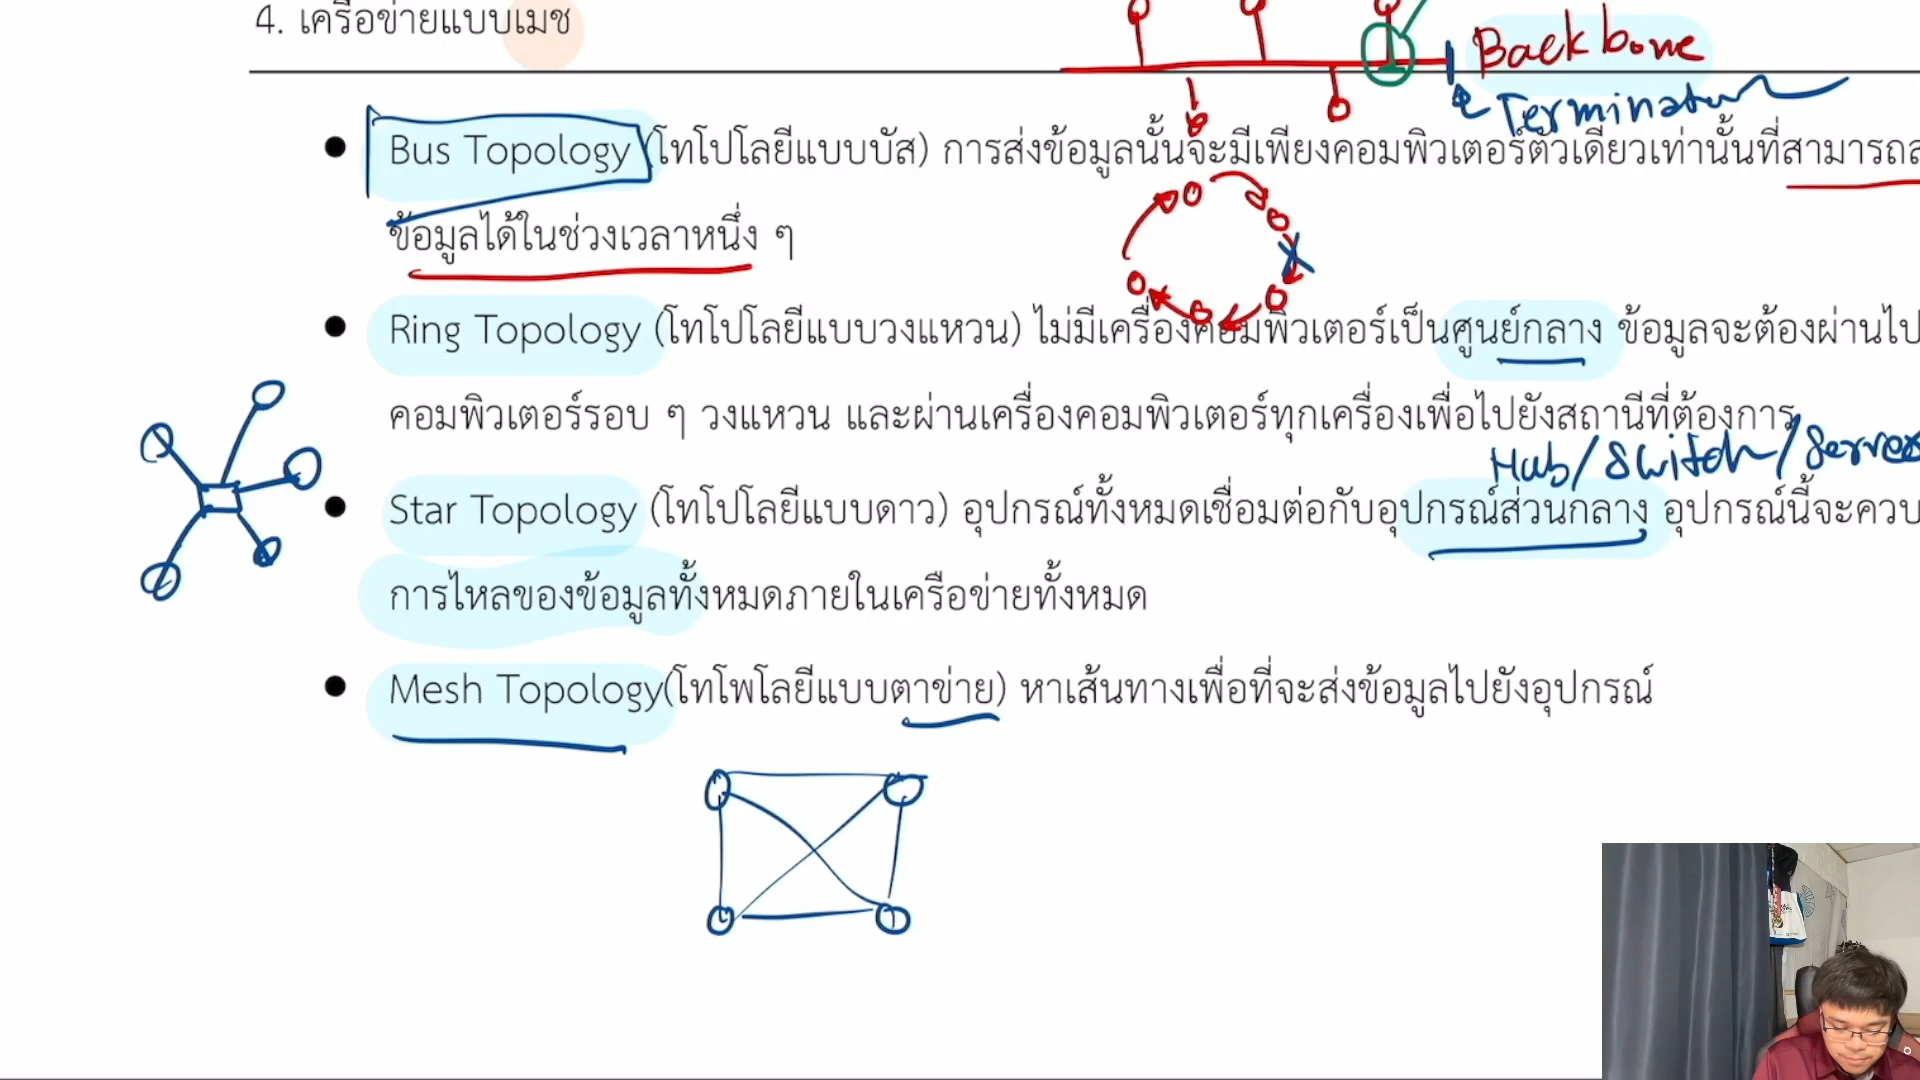 4. เครือข่ายแบบเมช
Backbone
Terminator
Bus Topology (โทโปโลยีแบบบัส) การส่งข้อมูลนั้นจะมีเพียงคอมพิวเตอร์ตัวเดียวเท่านั้นที่สามารถส
ข้อมูลได้ในช่วงเวลาหนึ่ง ๆ
Ring Topology (โทโปโลยีแบบวงแหวน) ไม่มีเครื่องคอมพิวเตอร์เป็นศูนย์กลาง ข้อมูลจะต้องผ่านไป
คอมพิวเตอร์รอบ ๆ วงแหวน และผ่านเครื่องคอมพิวเตอร์ทุกเครื่องเพื่อไปยังสถานีที่ต้องการ
Hub/Switch/Server
Star Topology (โทโปโลยีแบบดาว) อุปกรณ์ทั้งหมดเชื่อมต่อกับอุปกรณ์ส่วนกลาง อุปกรณ์นี้จะควบ
การไหลของข้อมูลทั้งหมดภายในเครือข่ายทั้งหมด
Mesh Topology(โทโพโลยีแบบตาข่าย) หาเส้นทางเพื่อที่จะส่งข้อมูลไปยังอุปกรณ์